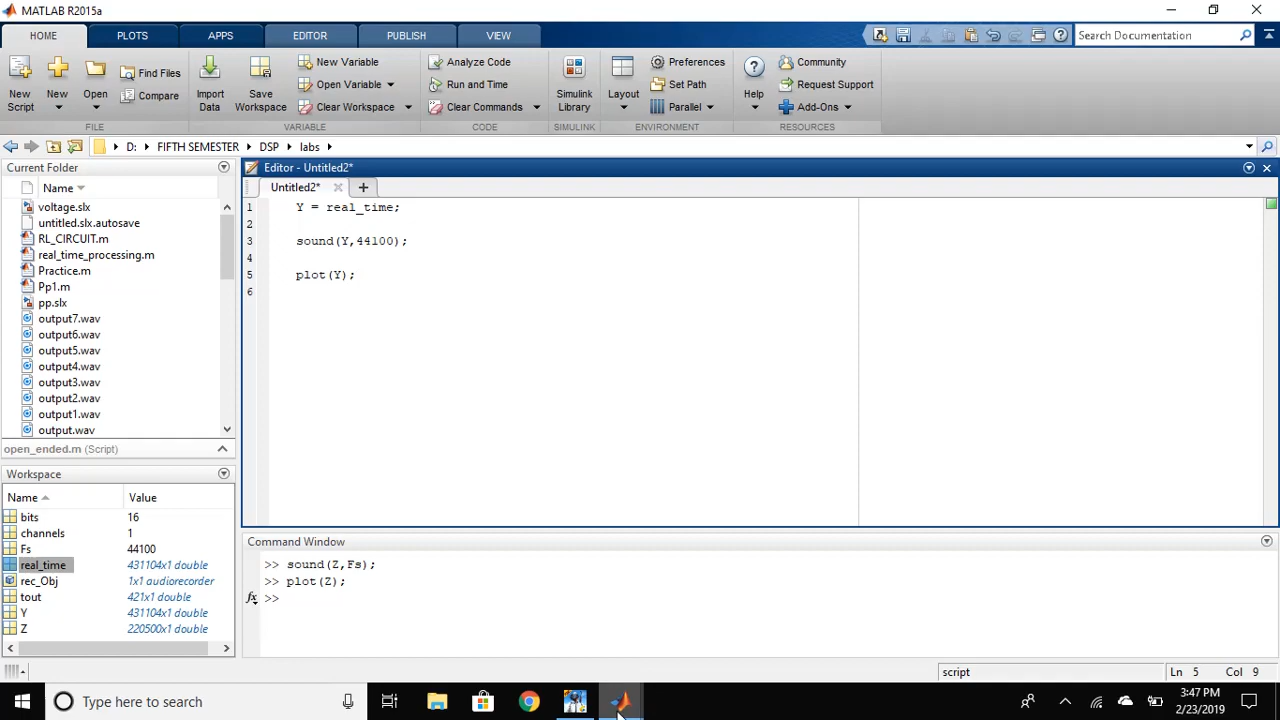 MATLAB R2015a
HOME PLOTS APPS EDITOR PUBLISH VIEW
Search Documentation
New Script
New
Open
Find Files
Compare
FILE
Import Data
Save Workspace
New Variable
Open Variable
Clear Workspace
VARIABLE
Analyze Code
Run and Time
Clear Commands
CODE
Simulink Library
SIMULINK
Layout
Preferences
Set Path
Parallel
ENVIRONMENT
Help
Community
Request Support
Add-Ons
RESOURCES
D: FIFTH SEMESTER DSP labs
Current Folder
Name
voltage.slx
untitled.slx.autosave
RL_CIRCUIT.m
real_time_processing.m
Practice.m
Pp1.m
pp.slx
output7.wav
output6.wav
output5.wav
output4.wav
output3.wav
output2.wav
output1.wav
output.wav
open_ended.m (Script)
Workspace
Name Value
bits 16
channels 1
Fs 44100
real_time 431104x1 double
rec_Obj 1x1 audiorecorder
tout 421x1 double
Y 431104x1 double
Z 220500x1 double
Editor - Untitled2*
Untitled2*
1 Y = real_time;
2
3 sound(Y,44100);
4
5 plot(Y);
6
Command Window
>> sound(Z,Fs);
>> plot(Z);
fx >>
script
Ln 5 Col 9
Type here to search
3:47 PM
2/23/2019